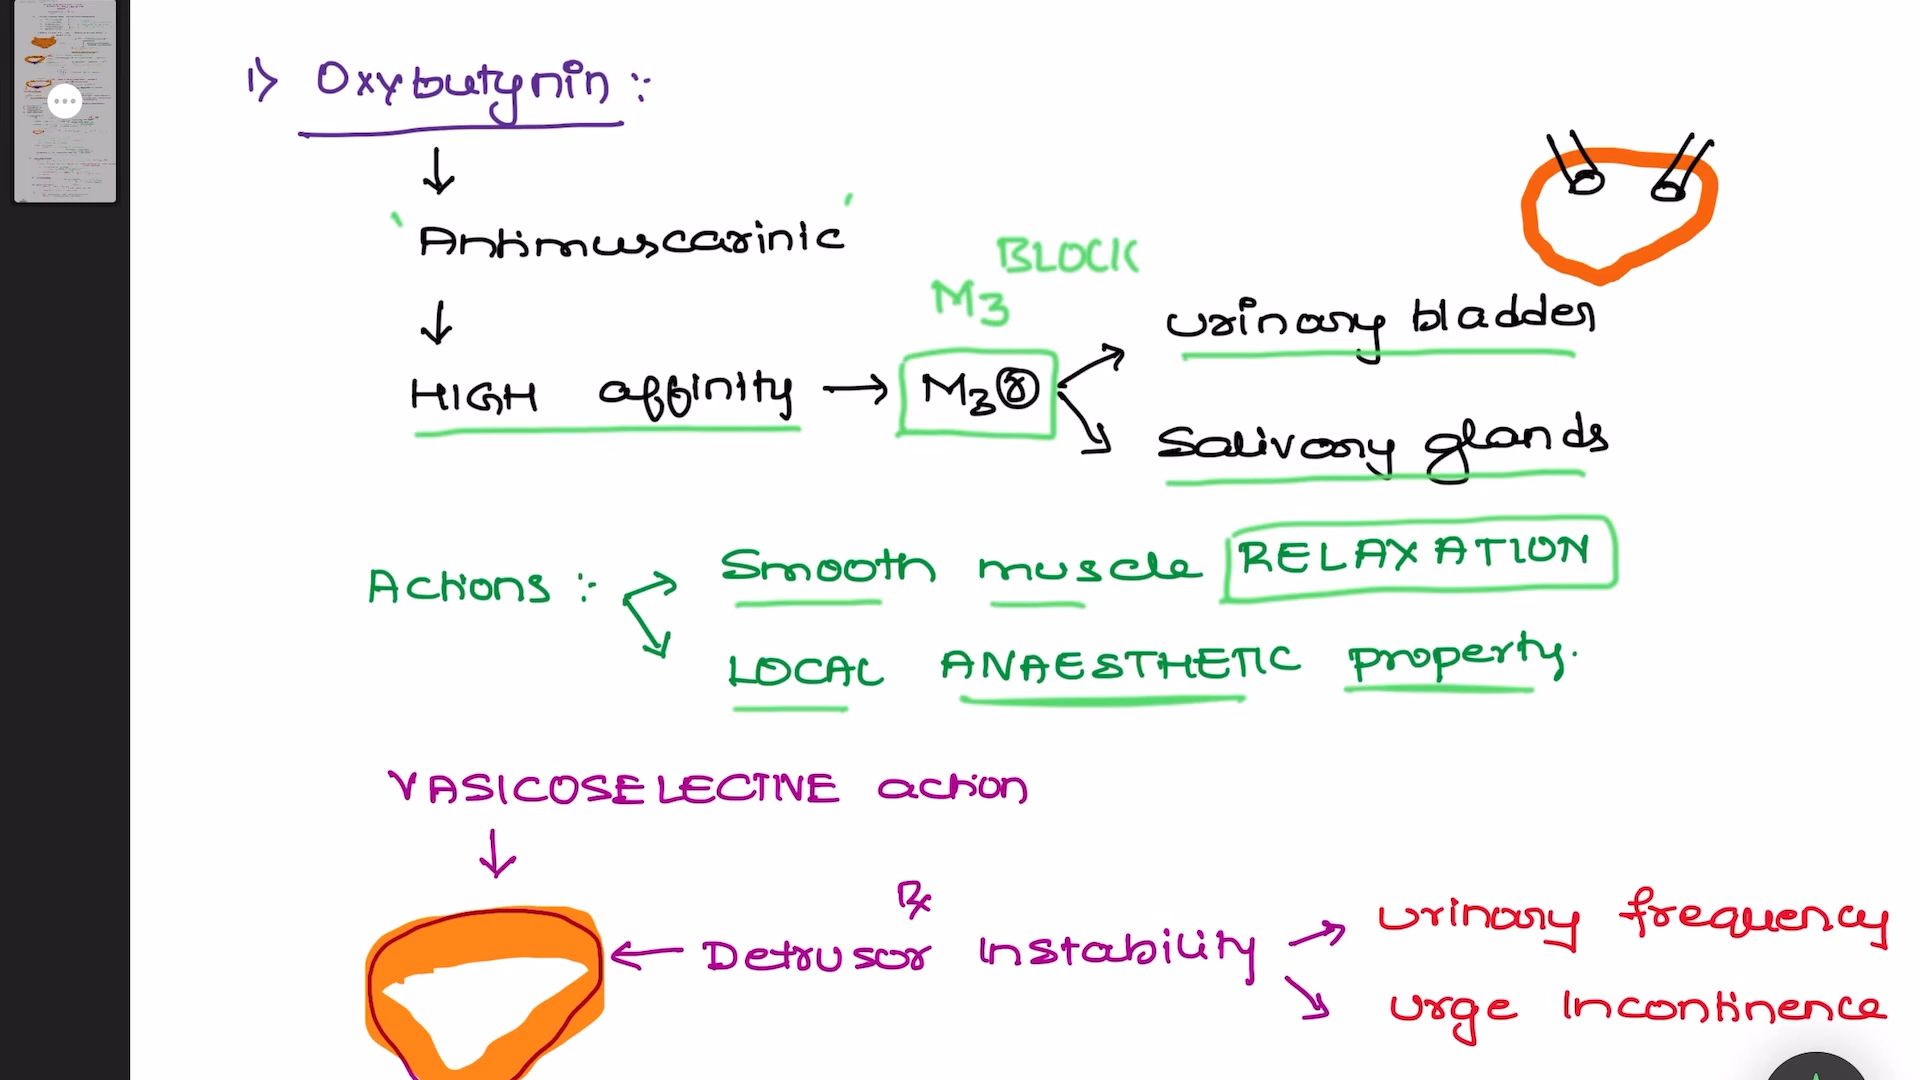 1) Oxybutynin :-
↓
'Antimuscarinic'
↓
M3 BLOCK
HIGH affinity → M3 r
urinary bladder
Salivary glands
Actions :- Smooth muscle RELAXATION
LOCAL ANAESTHETIC property.
VASICOSELECTIVE action
↓
Rx
← Detrusor Instability
urinary frequency
urge Incontinence